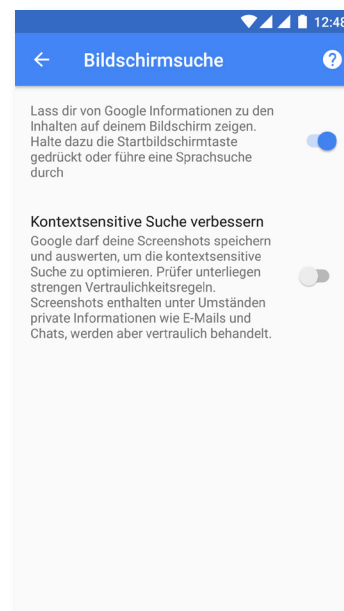 12:48
Bildschirmsuche
Lass dir von Google Informationen zu den
Inhalten auf deinem Bildschirm zeigen.
Halte dazu die Startbildschirmtaste
gedrückt oder führe eine Sprachsuche
durch
Kontextsensitive Suche verbessern
Google darf deine Screenshots speichern
und auswerten, um die kontextsensitive
Suche zu optimieren. Prüfer unterliegen
strengen Vertraulichkeitsregeln.
Screenshots enthalten unter Umständen
private Informationen wie E-Mails und
Chats, werden aber vertraulich behandelt.